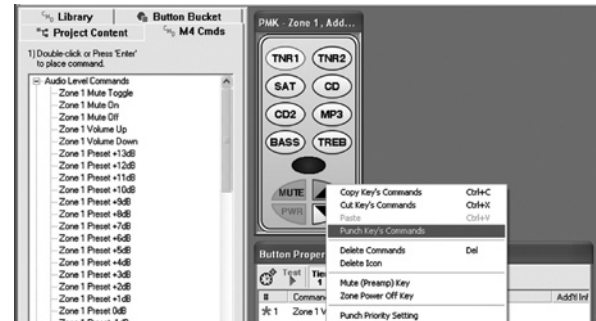 Library
Button Bucket
Project Content
M4 Cmds
1) Double-click or Press 'Enter'
to place command.
Audio Level Commands
Zone 1 Mute Toggle
Zone 1 Mute On
Zone 1 Mute Off
Zone 1 Volume Up
Zone 1 Volume Down
Zone 1 Preset +13dB
Zone 1 Preset +12dB
Zone 1 Preset +11dB
Zone 1 Preset +10dB
Zone 1 Preset +9dB
Zone 1 Preset +8dB
Zone 1 Preset +7dB
Zone 1 Preset +6dB
Zone 1 Preset +5dB
Zone 1 Preset +4dB
Zone 1 Preset +3dB
Zone 1 Preset +2dB
Zone 1 Preset +1dB
Zone 1 Preset 0dB
PMK - Zone 1, Add...
TNR1 TNR2
SAT CD
CD2 MP3
BASS TREB
MUTE
PWR
Copy Key's Commands Ctrl+C
Cut Key's Commands Ctrl+X
Paste Ctrl+V
Punch Key's Commands
Delete Commands Del
Delete Icon
Mute (Preamp) Key
Zone Power Off Key
Punch Priority Setting
Button Proper
Test Tie
1
# Comman
Add'tl Inf
1 Zone 1 V